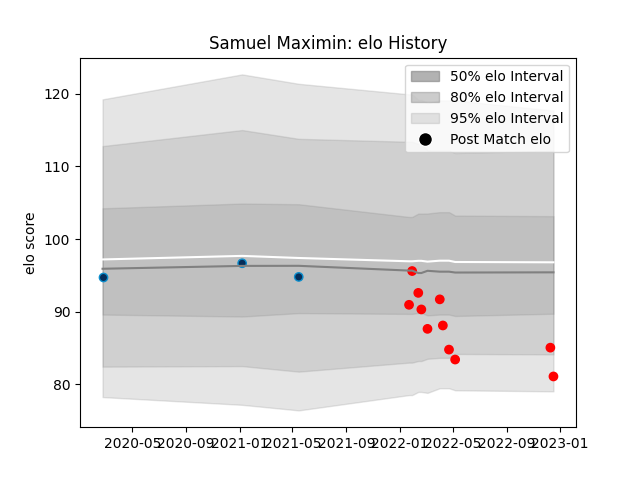 Samuel Maximin: elo History
50% elo Interval
80% elo Interval
95% elo Interval
Post Match elo
elo score
120
110
100
90
80
2020-05 2020-09 2021-01 2021-05 2021-09 2022-01 2022-05 2022-09 2023-01